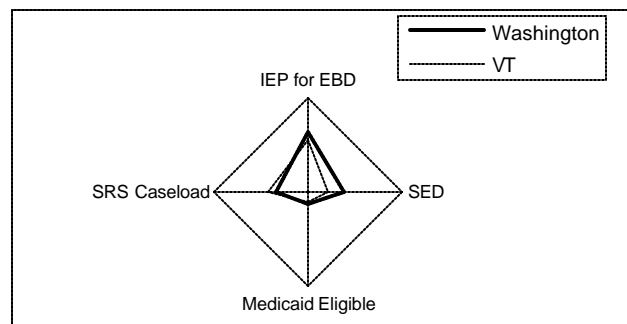 Washington
VT
IEP for EBD
SRS Caseload
SED
Medicaid Eligible